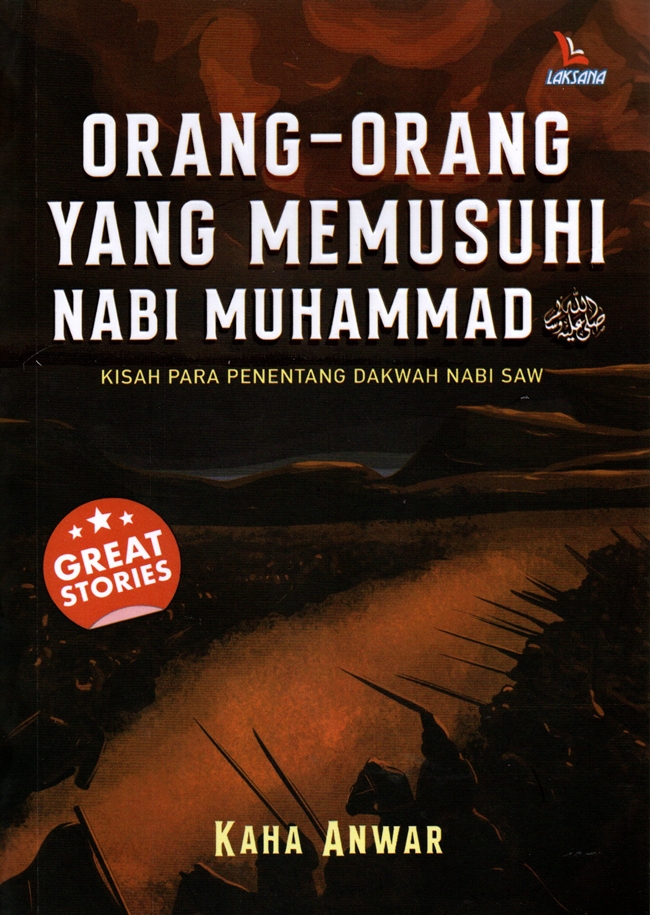 LAKSANA
ORANG-ORANG
YANG MEMUSUHI
NABI MUHAMMAD ﷺ
KISAH PARA PENENTANG DAKWAH NABI SAW
GREAT
STORIES
KAHA ANWAR